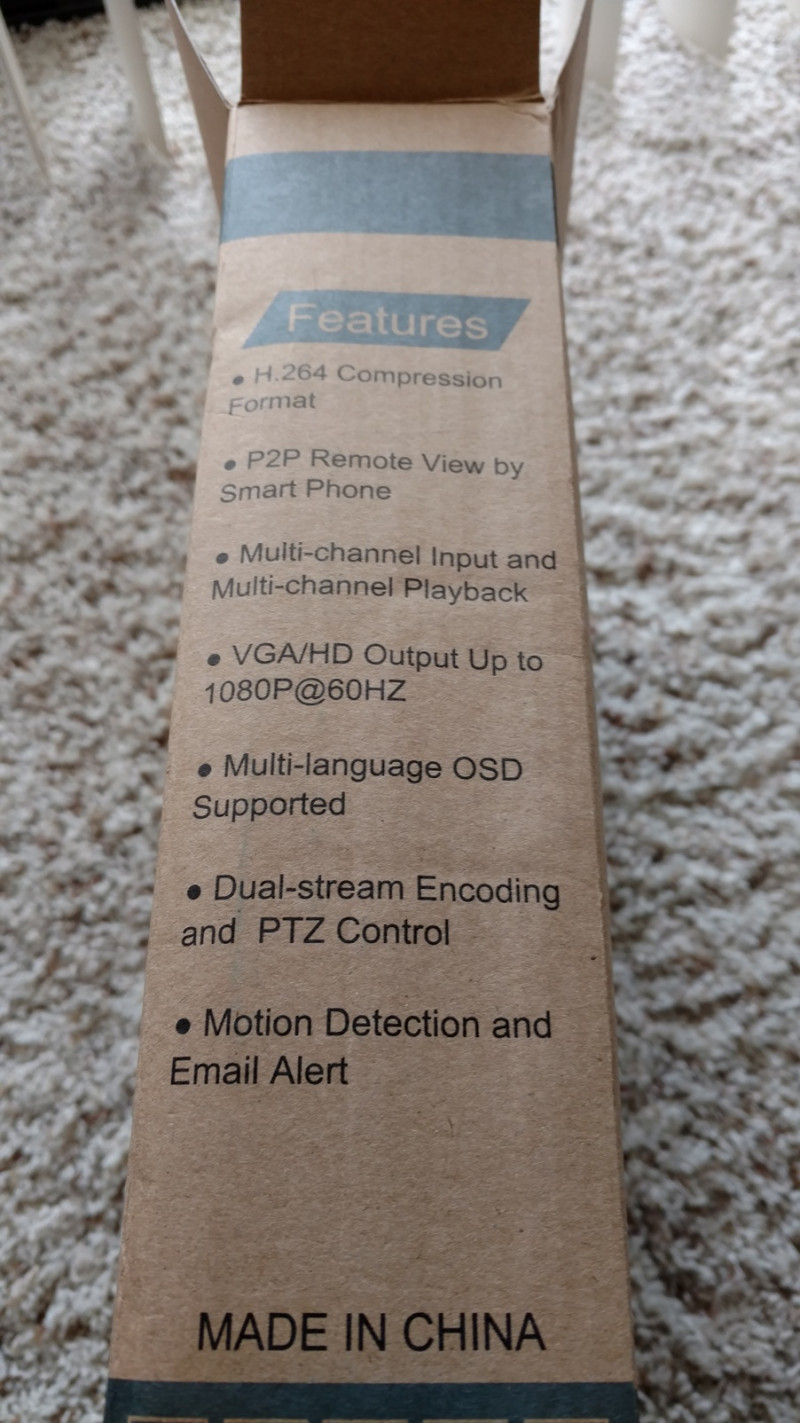 Features
• H.264 Compression
Format
• P2P Remote View by
Smart Phone
• Multi-channel Input and
Multi-channel Playback
• VGA/HD Output Up to
1080P@60HZ
• Multi-language OSD
Supported
• Dual-stream Encoding
and  PTZ Control
• Motion Detection and
Email Alert
MADE IN CHINA